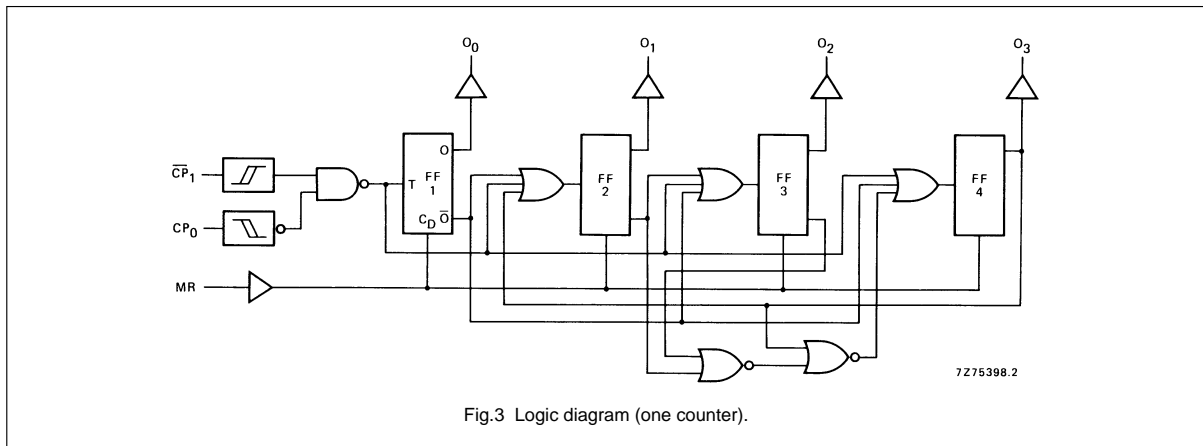 O0 O1 O2 O3
CP1
CP0
MR
O
T FF 1
CD O
FF 2
FF 3
FF 4
7Z75398.2
Fig.3 Logic diagram (one counter).